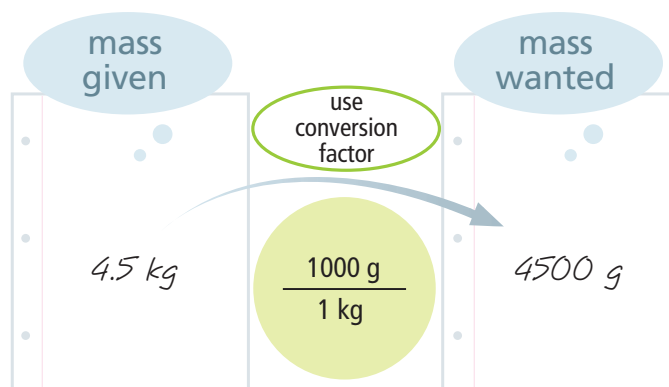 mass
given
mass
wanted
use
conversion
factor
4.5 kg
1000 g
1 kg
4500 g